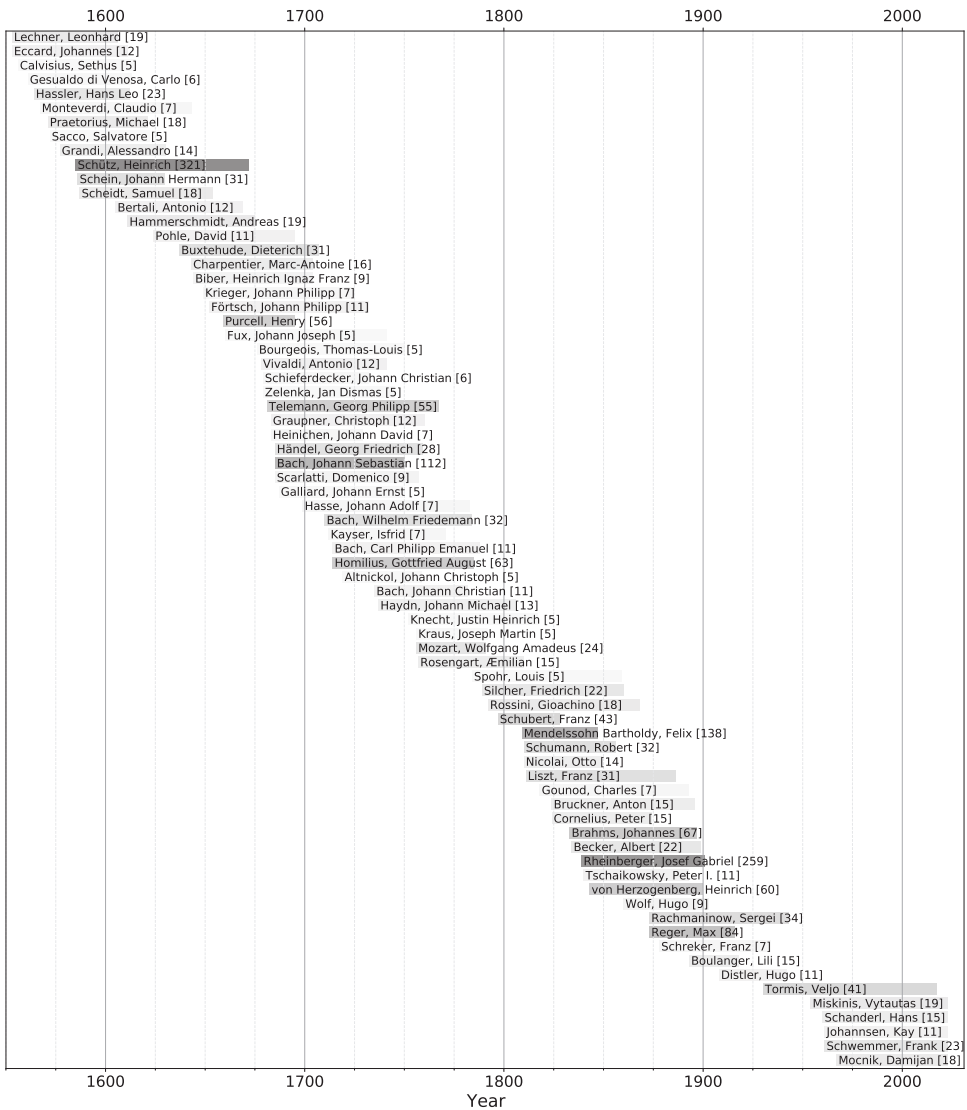 1600 1700 1800 1900 2000
Lechner, Leonhard [19]
Eccard, Johannes [12]
Calvisius, Sethus [5]
Gesualdo di Venosa, Carlo [6]
Hassler, Hans Leo [23]
Monteverdi, Claudio [7]
Praetorius, Michael [18]
Sacco, Salvatore [5]
Grandi, Alessandro [14]
Schütz, Heinrich [321]
Schein, Johann Hermann [31]
Scheidt, Samuel [18]
Bertali, Antonio [12]
Hammerschmidt, Andreas [19]
Pohle, David [11]
Buxtehude, Dieterich [31]
Charpentier, Marc-Antoine [16]
Biber, Heinrich Ignaz Franz [9]
Krieger, Johann Philipp [7]
Förtsch, Johann Philipp [11]
Purcell, Henry [56]
Fux, Johann Joseph [5]
Bourgeois, Thomas-Louis [5]
Vivaldi, Antonio [12]
Schieferdecker, Johann Christian [6]
Zelenka, Jan Dismas [5]
Telemann, Georg Philipp [55]
Graupner, Christoph [12]
Heinichen, Johann David [7]
Händel, Georg Friedrich [28]
Bach, Johann Sebastian [112]
Scarlatti, Domenico [9]
Galliard, Johann Ernst [5]
Hasse, Johann Adolf [7]
Bach, Wilhelm Friedemann [32]
Kayser, Isfrid [7]
Bach, Carl Philipp Emanuel [11]
Homilius, Gottfried August [63]
Altnickol, Johann Christoph [5]
Bach, Johann Christian [11]
Haydn, Johann Michael [13]
Knecht, Justin Heinrich [5]
Kraus, Joseph Martin [5]
Mozart, Wolfgang Amadeus [24]
Rosengart, Æmilian [15]
Spohr, Louis [5]
Silcher, Friedrich [22]
Rossini, Gioachino [18]
Schubert, Franz [43]
Mendelssohn Bartholdy, Felix [138]
Schumann, Robert [32]
Nicolai, Otto [14]
Liszt, Franz [31]
Gounod, Charles [7]
Bruckner, Anton [15]
Cornelius, Peter [15]
Brahms, Johannes [67]
Becker, Albert [22]
Rheinberger, Josef Gabriel [259]
Tschaikowsky, Peter I. [11]
von Herzogenberg, Heinrich [60]
Wolf, Hugo [9]
Rachmaninow, Sergei [34]
Reger, Max [84]
Schreker, Franz [7]
Boulanger, Lili [15]
Distler, Hugo [11]
Tormis, Veljo [41]
Miskinis, Vytautas [19]
Schanderl, Hans [15]
Johannsen, Kay [11]
Schwemmer, Frank [23]
Mocnik, Damijan [18]
1600 1700 1800 1900 2000
Year